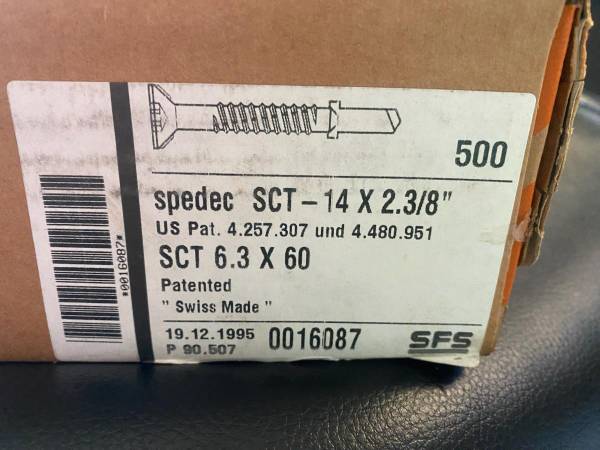 500
spedec SCT - 14 X 2.3/8"
US Pat. 4.257.307 und 4.480.951
SCT 6.3 X 60
Patented
" Swiss Made "
19.12.1995 0016087 SFS
P 90.507
*0016087*